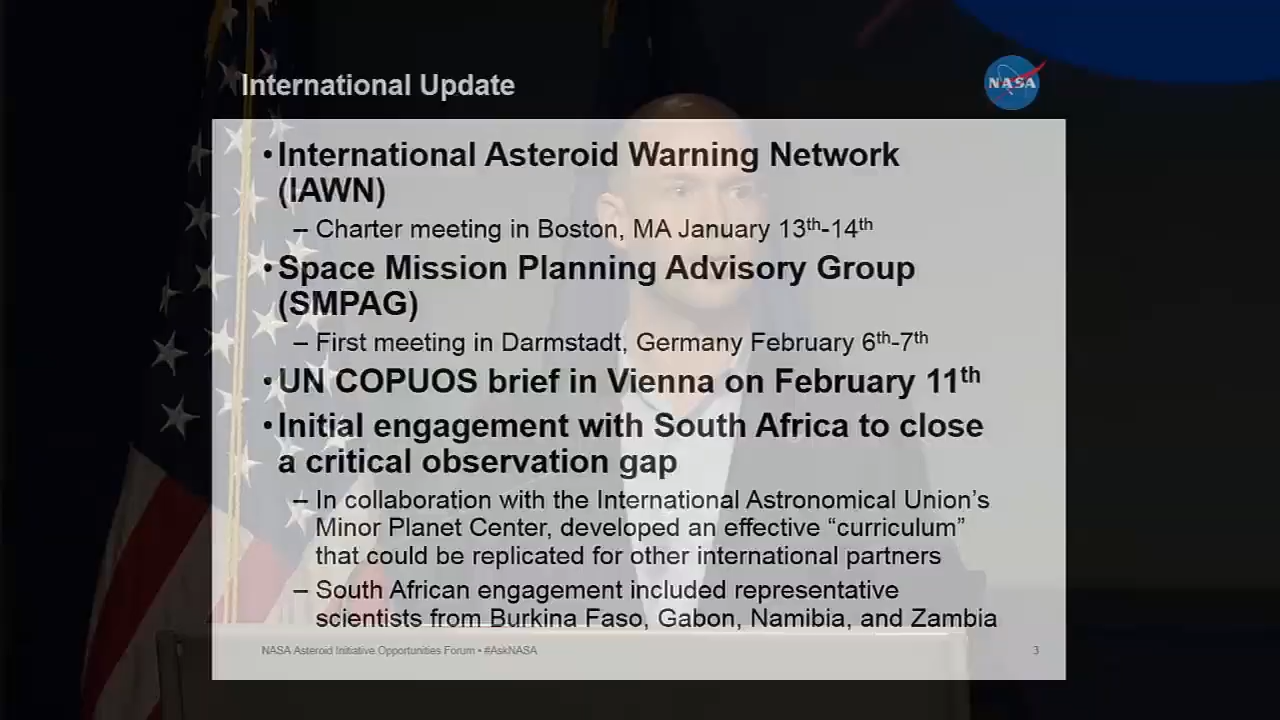 International Update
NASA
• International Asteroid Warning Network
(IAWN)
– Charter meeting in Boston, MA January 13th-14th
• Space Mission Planning Advisory Group
(SMPAG)
– First meeting in Darmstadt, Germany February 6th-7th
• UN COPUOS brief in Vienna on February 11th
• Initial engagement with South Africa to close
a critical observation gap
– In collaboration with the International Astronomical Union’s
Minor Planet Center, developed an effective “curriculum”
that could be replicated for other international partners
– South African engagement included representative
scientists from Burkina Faso, Gabon, Namibia, and Zambia
NASA Asteroid Initiative Opportunities Forum • #AskNASA
3